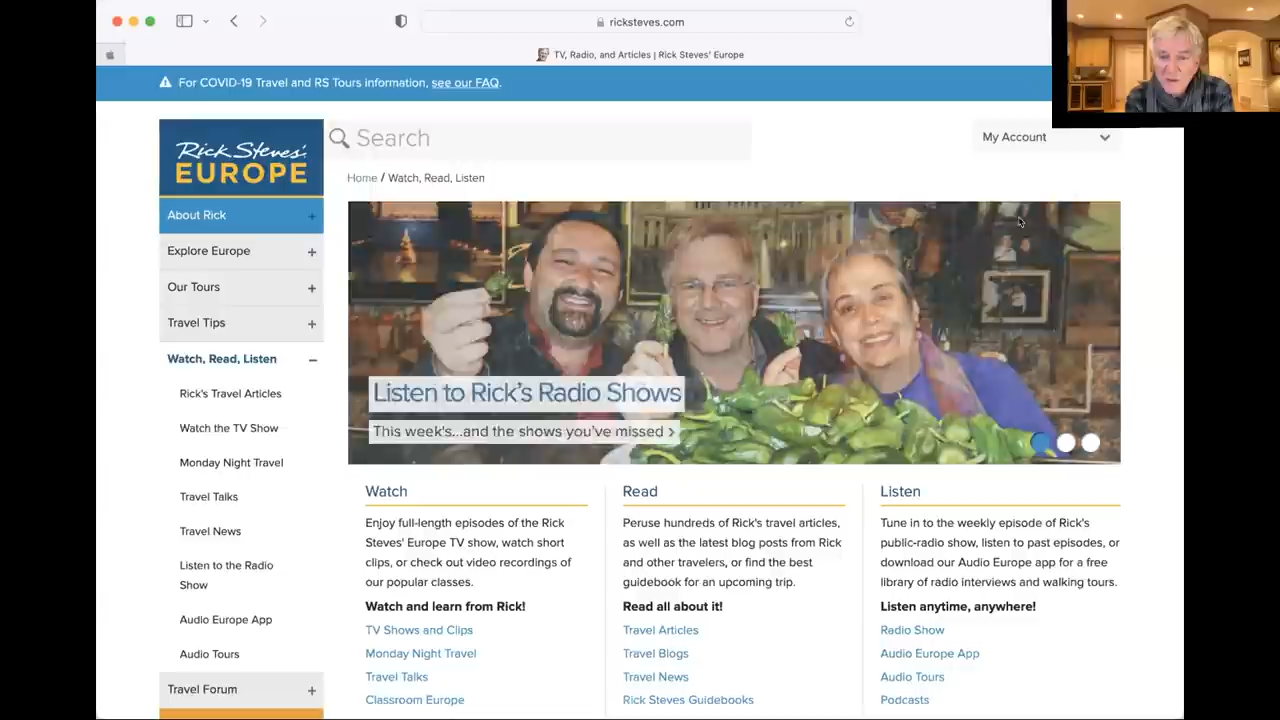 ricksteves.com
TV, Radio, and Articles | Rick Steves' Europe
For COVID-19 Travel and RS Tours information, see our FAQ.
Rick Steves'
EUROPE
Search
My Account
Home / Watch, Read, Listen
About Rick +
Explore Europe +
Our Tours +
Travel Tips +
Watch, Read, Listen −
Rick's Travel Articles
Watch the TV Show
Monday Night Travel
Travel Talks
Travel News
Listen to the Radio
Show
Audio Europe App
Audio Tours
Travel Forum +
Listen to Rick's Radio Shows
This week's...and the shows you've missed ›
Watch
Enjoy full-length episodes of the Rick
Steves' Europe TV show, watch short
clips, or check out video recordings of
our popular classes.
Watch and learn from Rick!
TV Shows and Clips
Monday Night Travel
Travel Talks
Classroom Europe
Read
Peruse hundreds of Rick's travel articles,
as well as the latest blog posts from Rick
and other travelers, or find the best
guidebook for an upcoming trip.
Read all about it!
Travel Articles
Travel Blogs
Travel News
Rick Steves Guidebooks
Listen
Tune in to the weekly episode of Rick's
public-radio show, listen to past episodes, or
download our Audio Europe app for a free
library of radio interviews and walking tours.
Listen anytime, anywhere!
Radio Show
Audio Europe App
Audio Tours
Podcasts